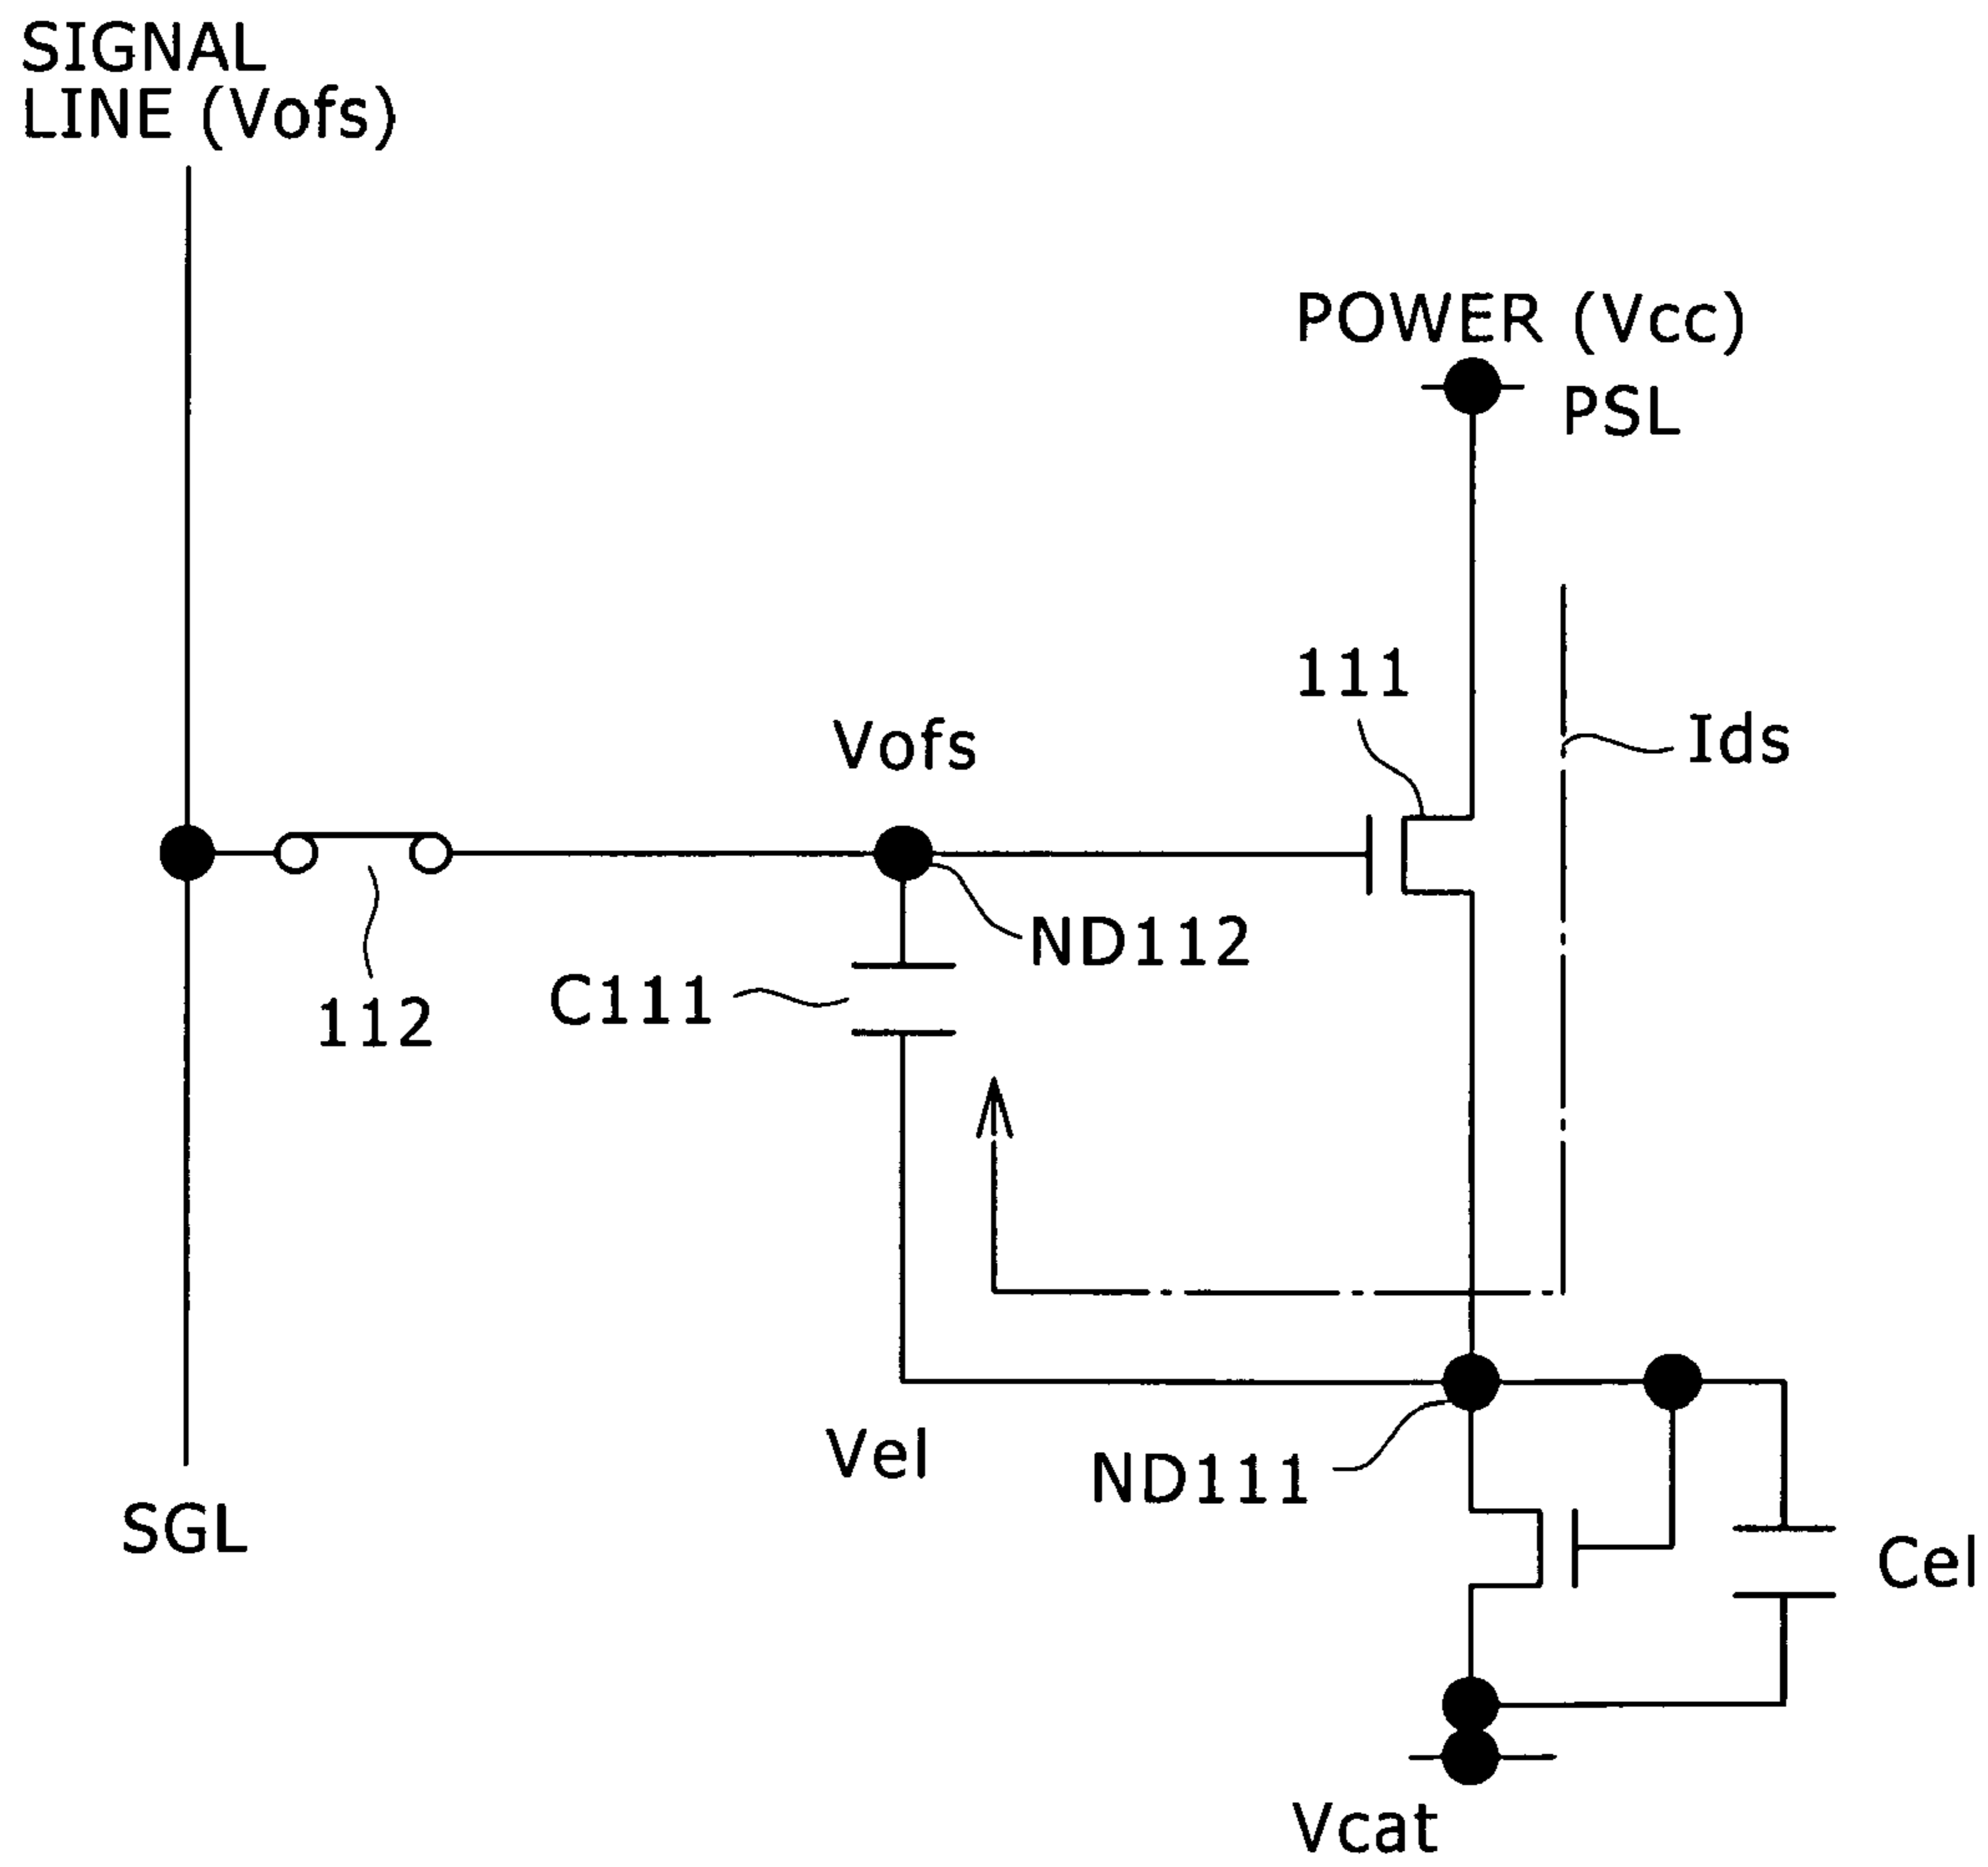 SIGNAL
LINE (Vofs)
POWER (Vcc)
PSL
111
Ids
Vofs
ND112
C111
112
Vel
ND111
SGL
Cel
Vcat